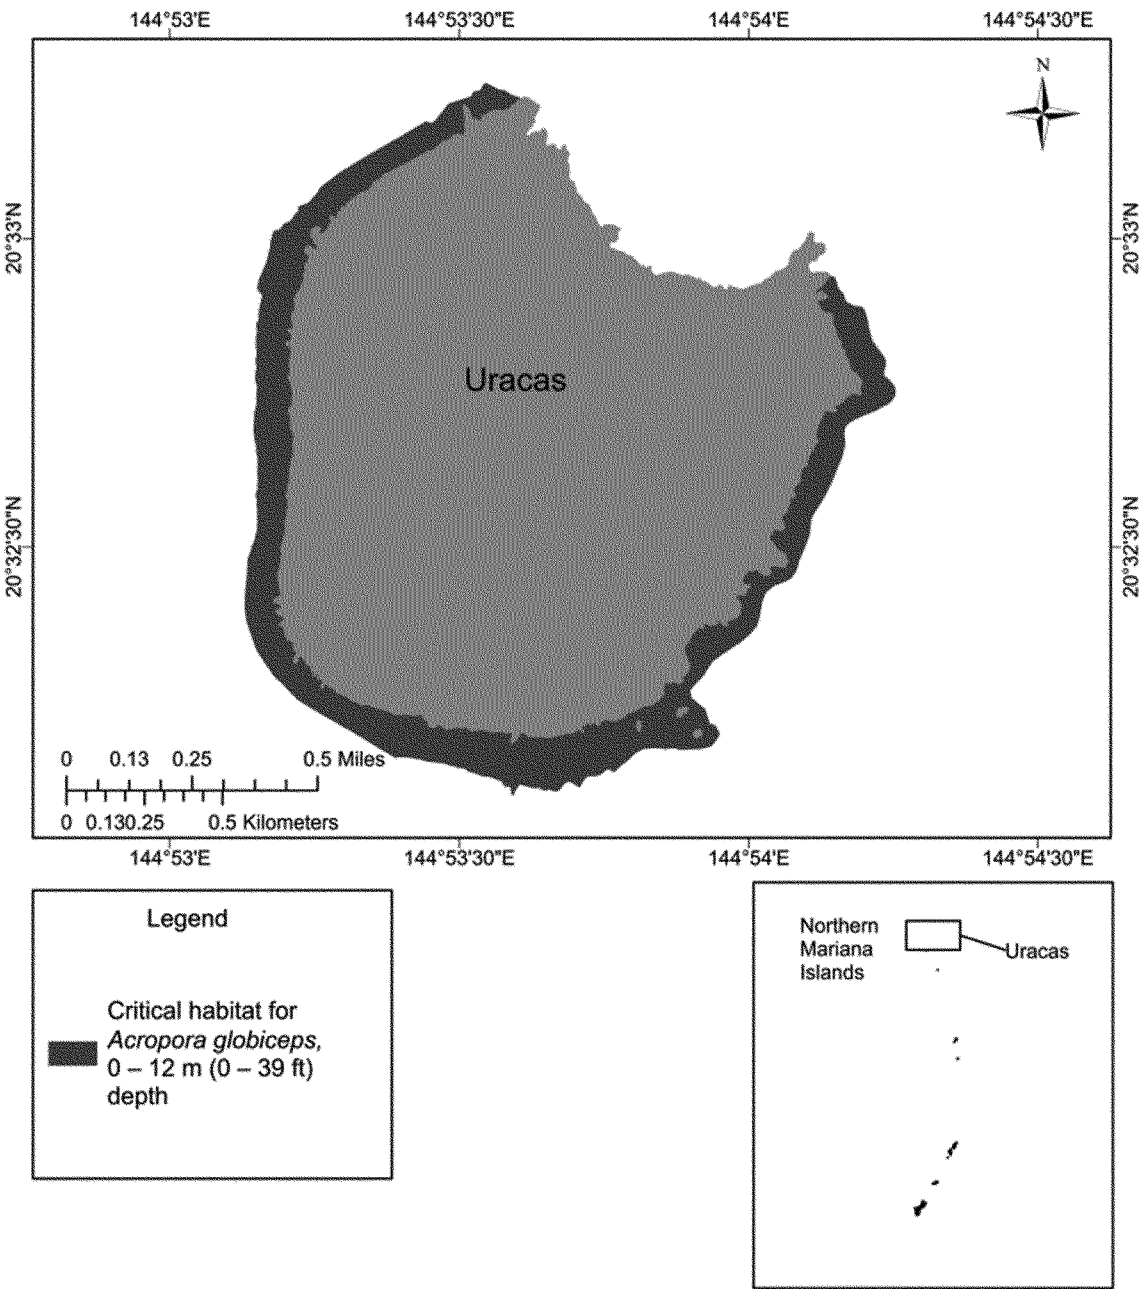 144°53'E 144°53'30"E 144°54'E 144°54'30"E
N
20°33'N
20°33'N
Uracas
20°32'30"N
20°32'30"N
0 0.13 0.25 0.5 Miles
0 0.130.25 0.5 Kilometers
144°53'E 144°53'30"E 144°54'E 144°54'30"E
Legend
Critical habitat for
Acropora globiceps,
0 – 12 m (0 – 39 ft)
depth
Northern
Mariana
Islands
Uracas